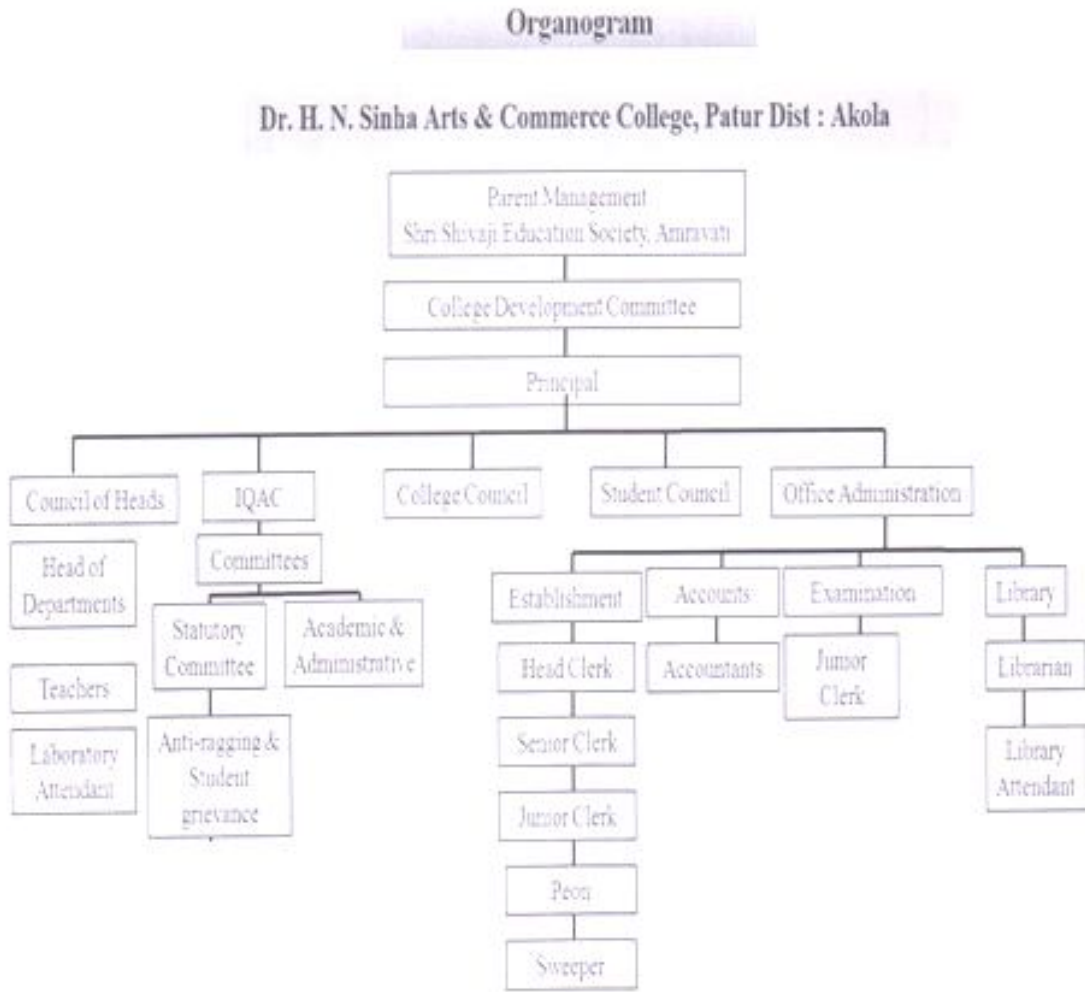 Organogram
Dr. H. N. Sinha Arts & Commerce College, Patur Dist : Akola
Parent Management
Shri Shivaji Education Society, Amravati
College Development Committee
Principal
Council of Heads
IQAC
College Council
Student Council
Office Administration
Head of
Departments
Teachers
Laboratory
Attendant
Committees
Statutory
Committee
Academic &
Administrative
Anti-ragging &
Student
grievance
Establishment
Head Clerk
Senior Clerk
Junior Clerk
Peon
Sweeper
Accounts
Accountants
Examination
Junior
Clerk
Library
Librarian
Library
Attendant